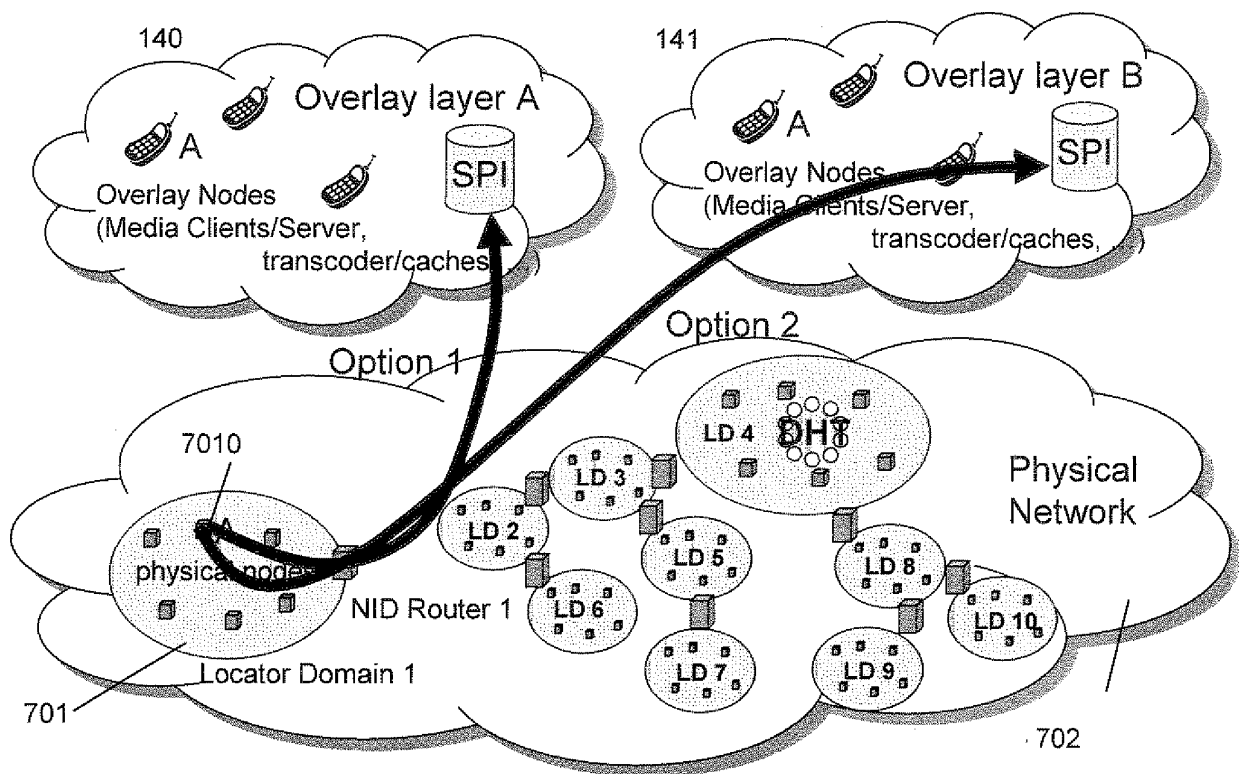 140
141
Overlay layer A
Overlay layer B
A
A
SPI
SPI
Overlay Nodes
(Media Clients/Server,
transcoder/caches, ..)
Overlay Nodes
(Media Clients/Server,
transcoder/caches, ..)
Option 1
Option 2
7010
LD 4
DHT
LD 3
Physical
Network
LD 2
A
physical nodes
LD 5
LD 8
NID Router 1
LD 6
LD 10
Locator Domain 1
LD 7
LD 9
701
702